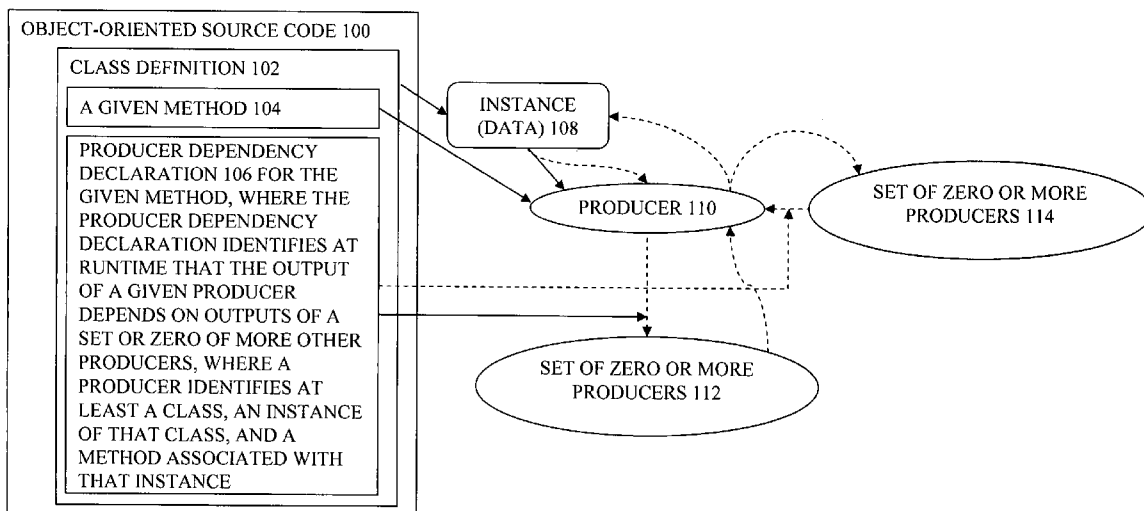 OBJECT-ORIENTED SOURCE CODE 100
CLASS DEFINITION 102
A GIVEN METHOD 104
PRODUCER DEPENDENCY
DECLARATION 106 FOR THE
GIVEN METHOD, WHERE THE
PRODUCER DEPENDENCY
DECLARATION IDENTIFIES AT
RUNTIME THAT THE OUTPUT
OF A GIVEN PRODUCER
DEPENDS ON OUTPUTS OF A
SET OR ZERO OF MORE OTHER
PRODUCERS, WHERE A
PRODUCER IDENTIFIES AT
LEAST A CLASS, AN INSTANCE
OF THAT CLASS, AND A
METHOD ASSOCIATED WITH
THAT INSTANCE
INSTANCE
(DATA) 108
PRODUCER 110
SET OF ZERO OR MORE
PRODUCERS 114
SET OF ZERO OR MORE
PRODUCERS 112